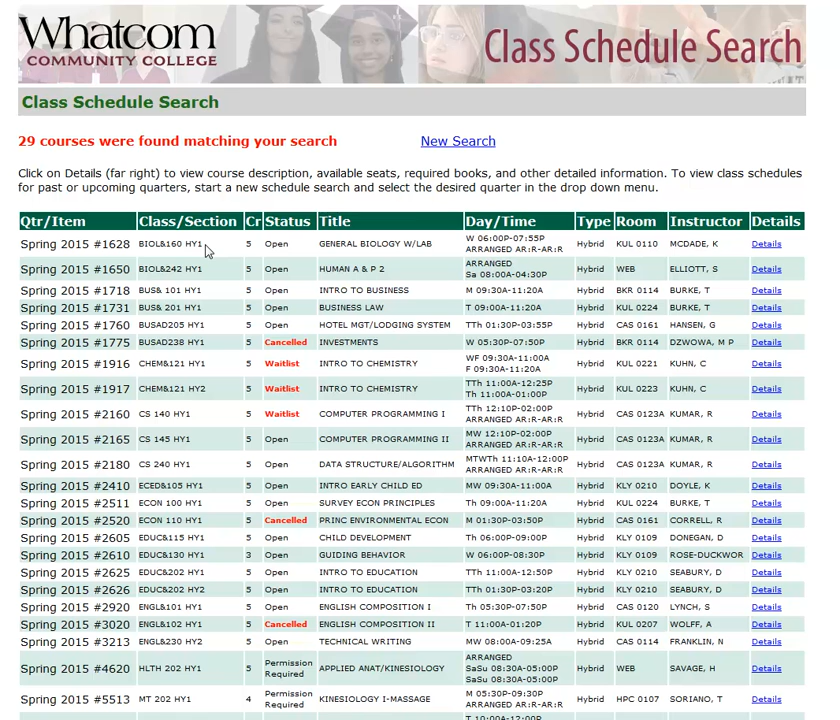 Whatcom
COMMUNITY COLLEGE
Class Schedule Search
Class Schedule Search
29 courses were found matching your search New Search
Click on Details (far right) to view course description, available seats, required books, and other detailed information. To view class schedules
for past or upcoming quarters, start a new schedule search and select the desired quarter in the drop down menu.
Qtr/Item Class/Section Cr Status Title Day/Time Type Room Instructor Details
Spring 2015 #1628 BIOL&160 HY1 5 Open GENERAL BIOLOGY W/LAB W 06:00P-07:55P ARRANGED AR:R-AR:R Hybrid KUL 0110 MCDADE, K Details
Spring 2015 #1650 BIOL&242 HY1 5 Open HUMAN A & P 2 ARRANGED Sa 08:00A-04:30P Hybrid WEB ELLIOTT, S Details
Spring 2015 #1718 BUS& 101 HY1 5 Open INTRO TO BUSINESS M 09:30A-11:20A Hybrid BKR 0114 BURKE, T Details
Spring 2015 #1731 BUS& 201 HY1 5 Open BUSINESS LAW T 09:00A-11:20A Hybrid KUL 0224 BURKE, T Details
Spring 2015 #1760 BUSAD205 HY1 5 Open HOTEL MGT/LODGING SYSTEM TTh 01:30P-03:55P Hybrid CAS 0161 HANSEN, G Details
Spring 2015 #1775 BUSAD238 HY1 5 Cancelled INVESTMENTS W 05:30P-07:50P Hybrid BKR 0114 DZWOWA, M P Details
Spring 2015 #1916 CHEM&121 HY1 5 Waitlist INTRO TO CHEMISTRY WF 09:30A-11:00A F 09:30A-11:20A Hybrid KUL 0221 KUHN, C Details
Spring 2015 #1917 CHEM&121 HY2 5 Waitlist INTRO TO CHEMISTRY TTh 11:00A-12:25P Th 11:00A-01:00P Hybrid KUL 0223 KUHN, C Details
Spring 2015 #2160 CS 140 HY1 5 Waitlist COMPUTER PROGRAMMING I TTh 12:10P-02:00P ARRANGED AR:R-AR:R Hybrid CAS 0123A KUMAR, R Details
Spring 2015 #2165 CS 145 HY1 5 Open COMPUTER PROGRAMMING II MW 12:10P-02:00P ARRANGED AR:R-AR:R Hybrid CAS 0123A KUMAR, R Details
Spring 2015 #2180 CS 240 HY1 5 Open DATA STRUCTURE/ALGORITHM MTWTh 11:10A-12:00P ARRANGED AR:R-AR:R Hybrid CAS 0123A KUMAR, R Details
Spring 2015 #2410 ECED&105 HY1 5 Open INTRO EARLY CHILD ED MW 09:30A-11:00A Hybrid KLY 0210 DOYLE, K Details
Spring 2015 #2511 ECON 100 HY1 5 Open SURVEY ECON PRINCIPLES Th 09:00A-11:20A Hybrid KUL 0224 BURKE, T Details
Spring 2015 #2520 ECON 110 HY1 5 Cancelled PRINC ENVIRONMENTAL ECON M 01:30P-03:50P Hybrid CAS 0161 CORRELL, R Details
Spring 2015 #2605 EDUC&115 HY1 5 Open CHILD DEVELOPMENT Th 06:00P-09:00P Hybrid KLY 0109 DONEGAN, D Details
Spring 2015 #2610 EDUC&130 HY1 3 Open GUIDING BEHAVIOR W 06:00P-08:30P Hybrid KLY 0109 ROSE-DUCKWOR Details
Spring 2015 #2625 EDUC&202 HY1 5 Open INTRO TO EDUCATION TTh 11:00A-12:50P Hybrid KLY 0210 SEABURY, D Details
Spring 2015 #2626 EDUC&202 HY2 5 Open INTRO TO EDUCATION TTh 01:30P-03:20P Hybrid KLY 0210 SEABURY, D Details
Spring 2015 #2920 ENGL&101 HY1 5 Open ENGLISH COMPOSITION I Th 05:30P-07:50P Hybrid CAS 0120 LYNCH, S Details
Spring 2015 #3020 ENGL&102 HY1 5 Cancelled ENGLISH COMPOSITION II T 11:00A-01:20P Hybrid KUL 0207 WOLFF, A Details
Spring 2015 #3213 ENGL&230 HY2 5 Open TECHNICAL WRITING MW 08:00A-09:25A Hybrid CAS 0114 FRANKLIN, N Details
Spring 2015 #4620 HLTH 202 HY1 5 Permission Required APPLIED ANAT/KINESIOLOGY ARRANGED SaSu 08:30A-05:00P SaSu 08:30A-05:00P Hybrid WEB SAVAGE, H Details
Spring 2015 #5513 MT 202 HY1 4 Permission Required KINESIOLOGY I-MASSAGE M 05:30P-09:30P ARRANGED AR:R-AR:R Hybrid HPC 0107 SORIANO, T Details